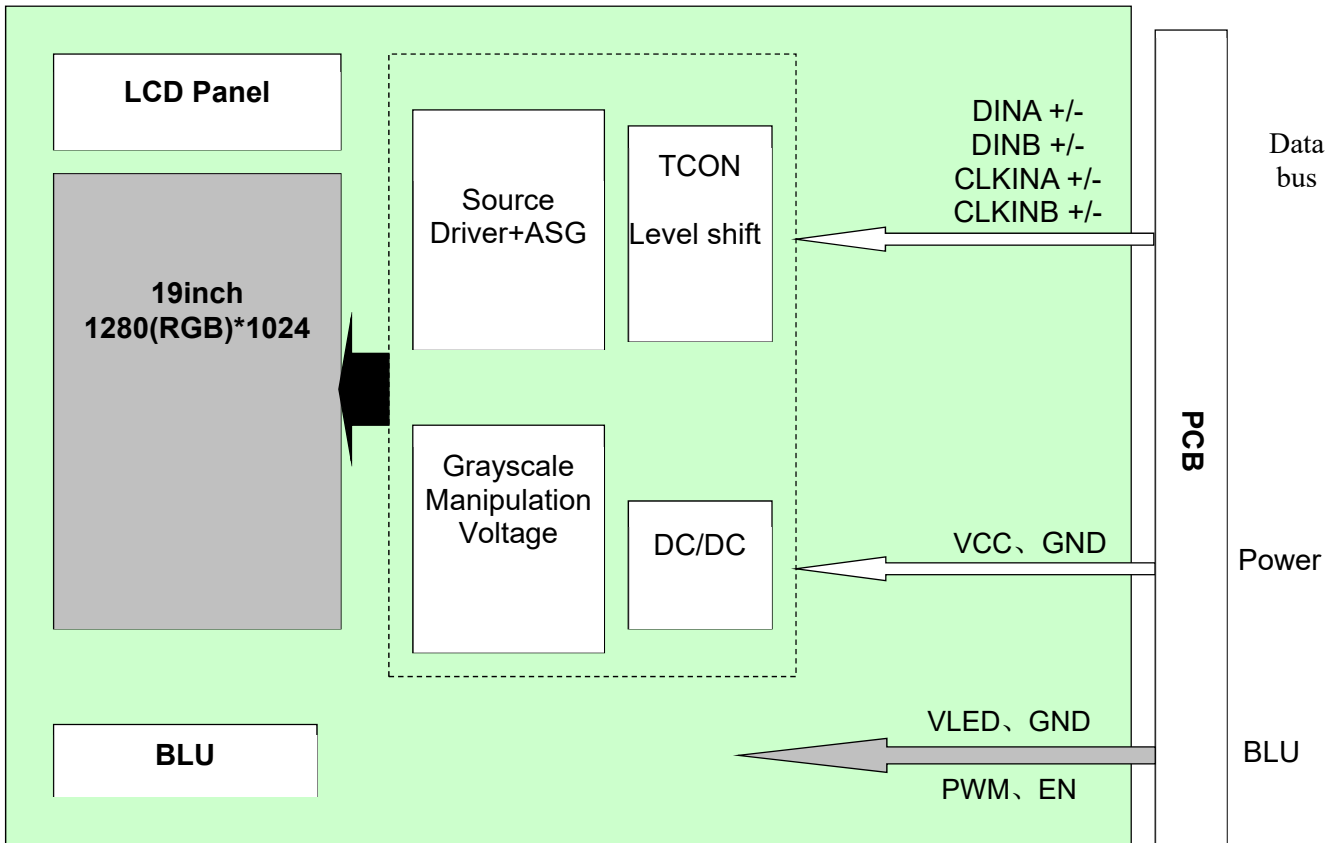 LCD Panel
19inch
1280(RGB)*1024
BLU
Source
Driver+ASG
TCON
Level shift
Grayscale
Manipulation
Voltage
DC/DC
DINA +/-
DINB +/-
CLKINA +/-
CLKINB +/-
VCC、GND
VLED、GND
PWM、EN
PCB
Data
bus
Power
BLU